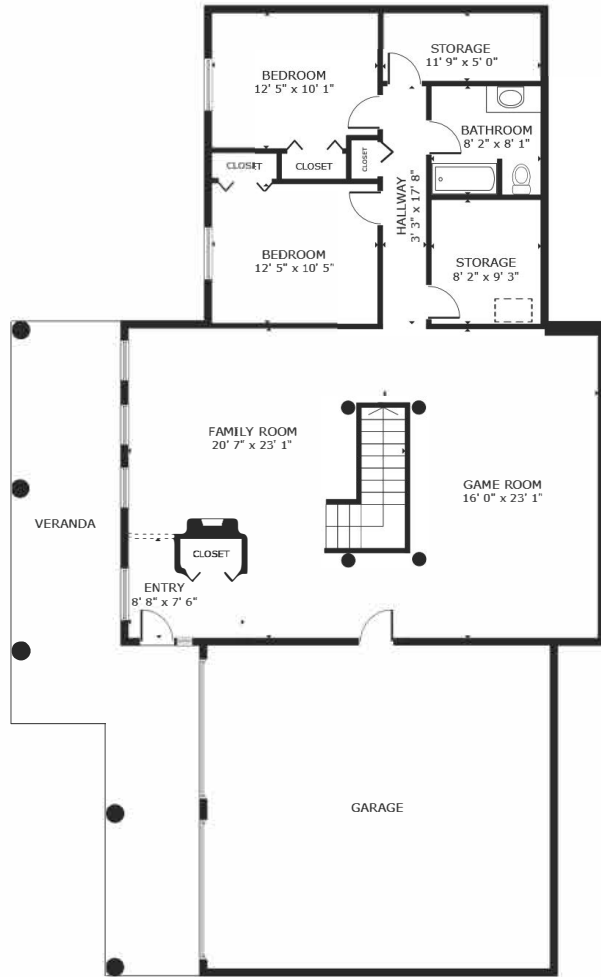 STORAGE
11' 9" x 5' 0"
BEDROOM
12' 5" x 10' 1"
BATHROOM
8' 2" x 8' 1"
CLOSET
CLOSET
CLOSET
HALLWAY
3' 3" x 17' 8"
BEDROOM
12' 5" x 10' 5"
STORAGE
8' 2" x 9' 3"
FAMILY ROOM
20' 7" x 23' 1"
GAME ROOM
16' 0" x 23' 1"
VERANDA
CLOSET
ENTRY
8' 8" x 7' 6"
GARAGE